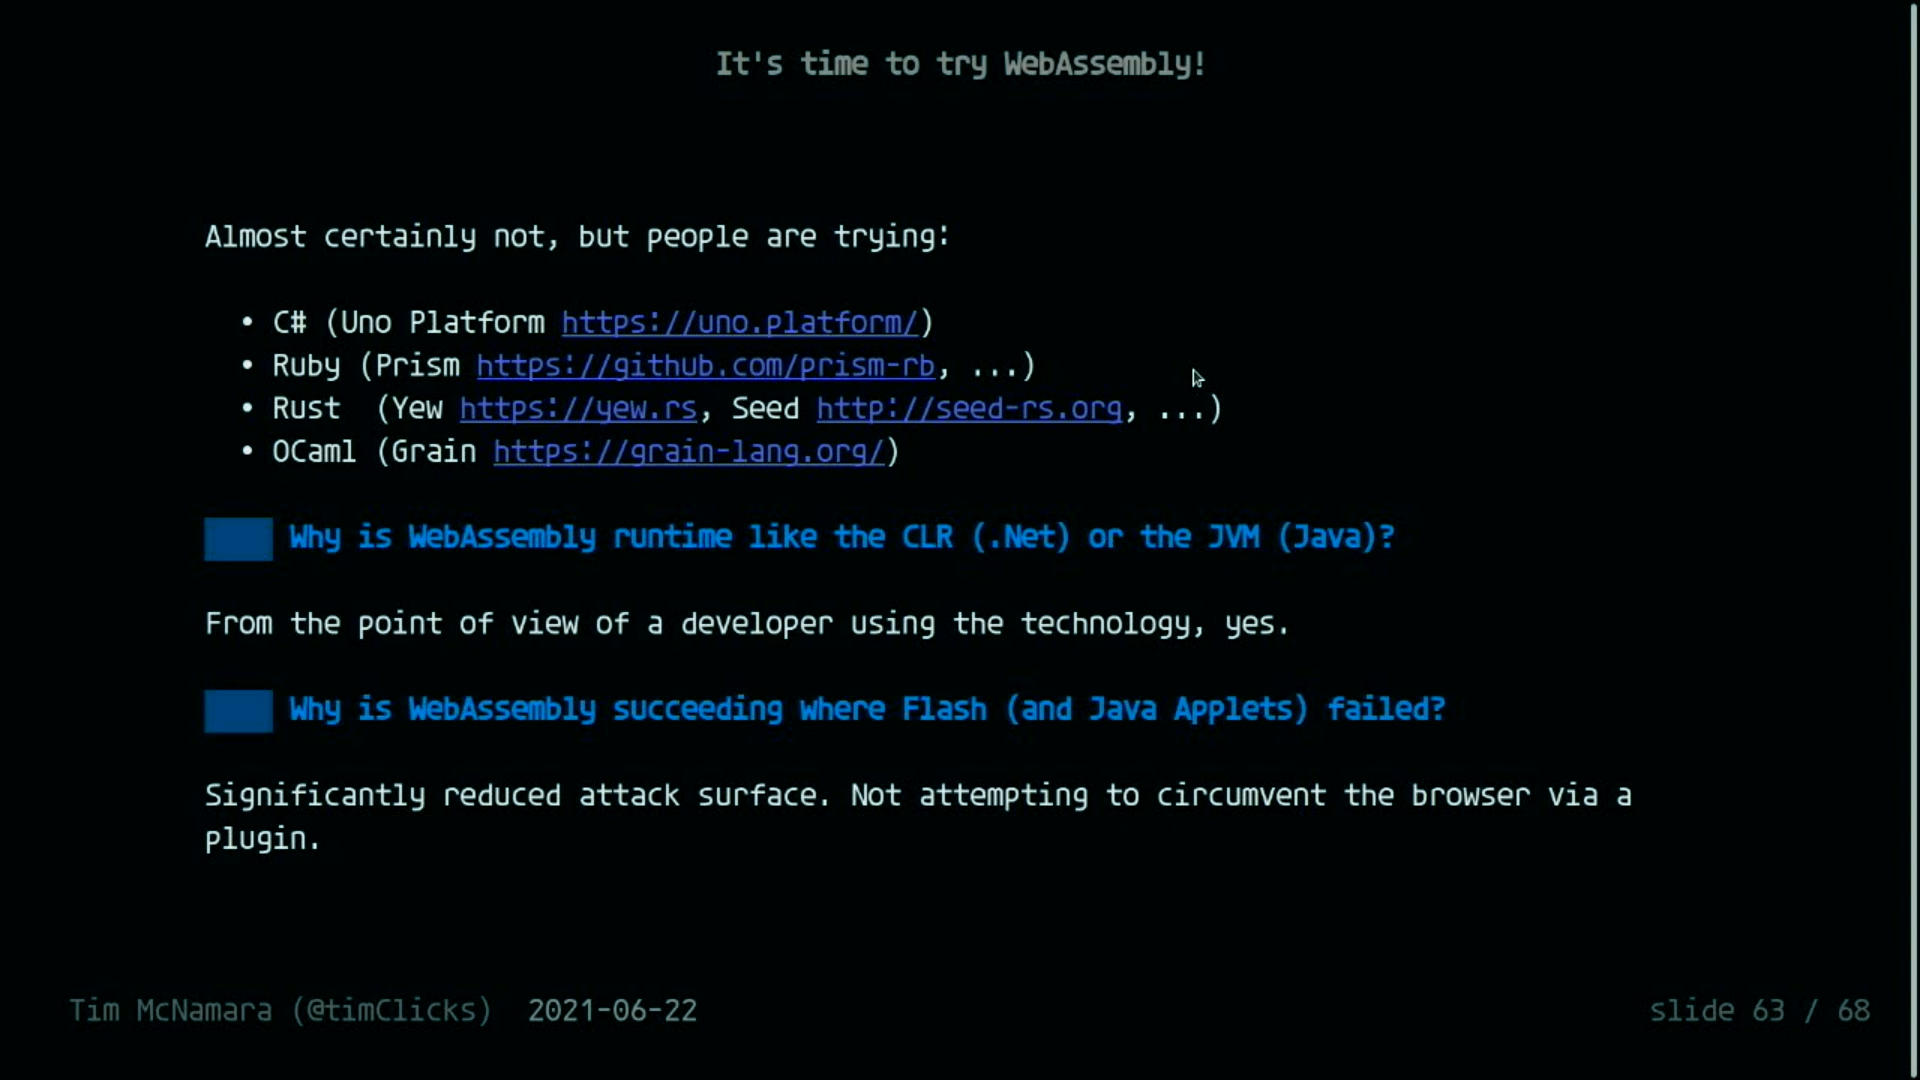 It's time to try WebAssembly!
Almost certainly not, but people are trying:
• C# (Uno Platform https://uno.platform/)
• Ruby (Prism https://github.com/prism-rb, ...)
• Rust  (Yew https://yew.rs, Seed http://seed-rs.org, ...)
• OCaml (Grain https://grain-lang.org/)
Why is WebAssembly runtime like the CLR (.Net) or the JVM (Java)?
From the point of view of a developer using the technology, yes.
Why is WebAssembly succeeding where Flash (and Java Applets) failed?
Significantly reduced attack surface. Not attempting to circumvent the browser via a
plugin.
Tim McNamara (@timClicks)  2021-06-22
slide 63 / 68